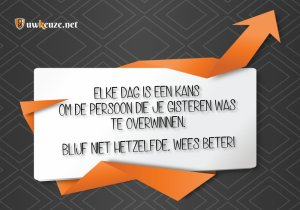 uwkeuze.net
ELKE DAG IS EEN KANS
OM DE PERSOON DIE JE GISTEREN WAS
TE OVERWINNEN.
BLIJF NIET HETZELFDE, WEES BETER!